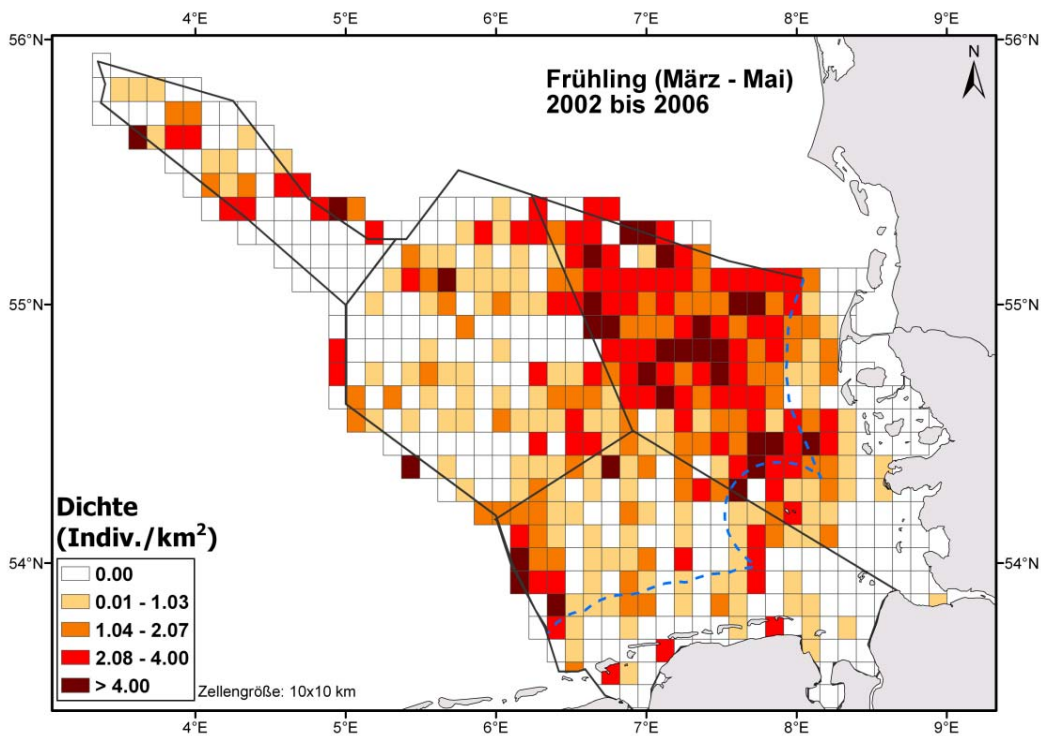 4°E 5°E 6°E 7°E 8°E 9°E
56°N 56°N
N
Frühling (März - Mai)
2002 bis 2006
55°N 55°N
54°N 54°N
Dichte
(Indiv./km²)
0.00
0.01 - 1.03
1.04 - 2.07
2.08 - 4.00
> 4.00
Zellengröße: 10x10 km
4°E 5°E 6°E 7°E 8°E 9°E